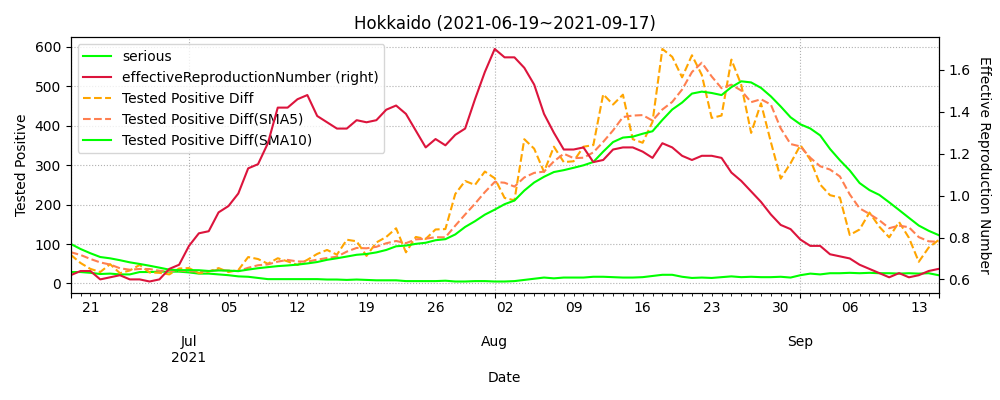 Hokkaido (2021-06-19~2021-09-17)
serious
effectiveReproductionNumber (right)
Tested Positive Diff
Tested Positive Diff(SMA5)
Tested Positive Diff(SMA10)
Tested Positive
600
500
400
300
200
100
0
Effective Reproduction Number
1.6
1.4
1.2
1.0
0.8
0.6
21 28 05 12 19 26 02 09 16 23 30 06 13
Jul Aug Sep
2021
Date